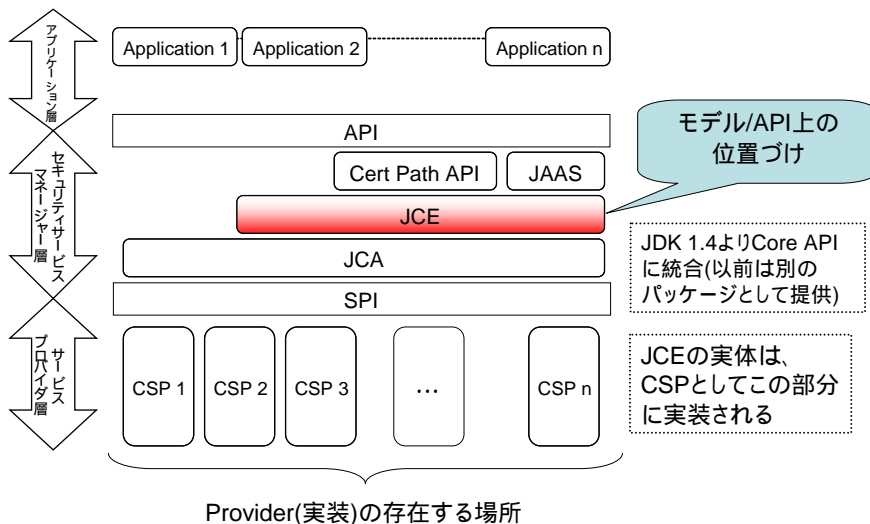 アプリケーション層
Application 1
Application 2
Application n
API
モデル/API上の
位置づけ
セキュリティサービス
マネージャー層
Cert Path API
JAAS
JCE
JCA
SPI
JDK 1.4よりCore API
に統合(以前は別の
パッケージとして提供)
サービス
プロバイダ層
CSP 1
CSP 2
CSP 3
…
CSP n
JCEの実体は、
CSPとしてこの部分
に実装される
Provider(実装)の存在する場所